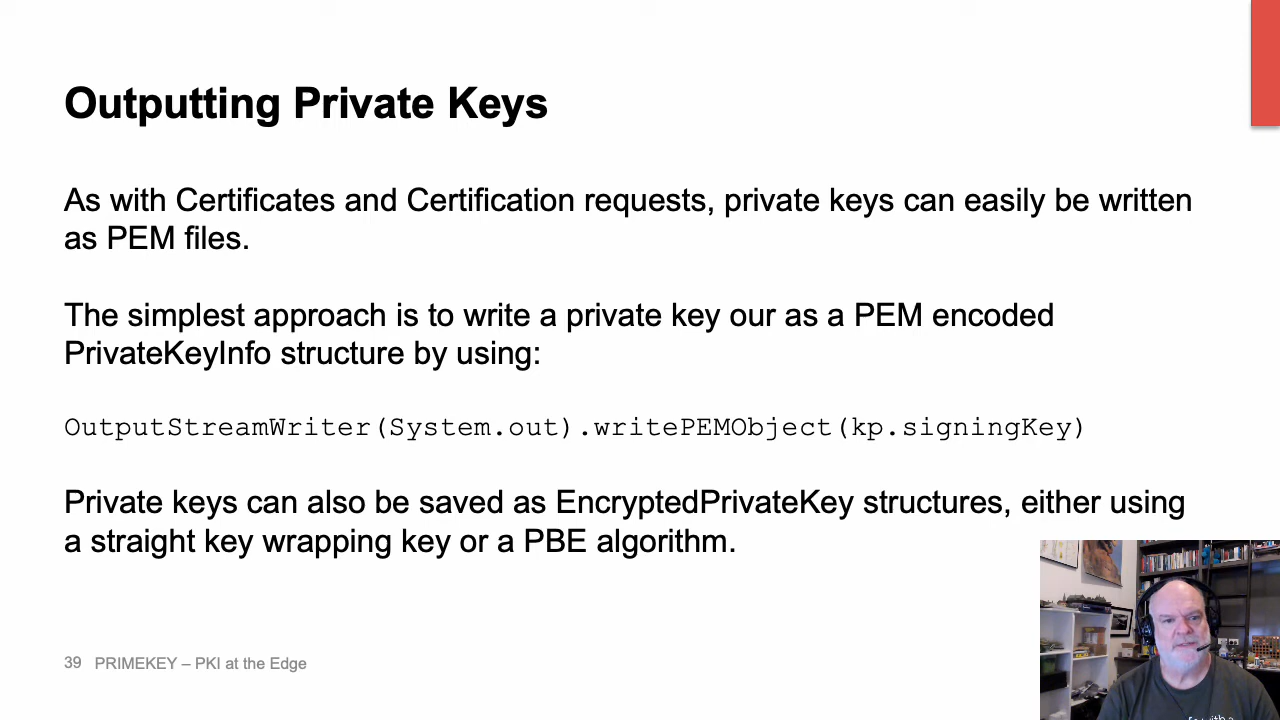 Outputting Private Keys
As with Certificates and Certification requests, private keys can easily be written
as PEM files.
The simplest approach is to write a private key our as a PEM encoded
PrivateKeyInfo structure by using:
OutputStreamWriter(System.out).writePEMObject(kp.signingKey)
Private keys can also be saved as EncryptedPrivateKey structures, either using
a straight key wrapping key or a PBE algorithm.
39 PRIMEKEY – PKI at the Edge